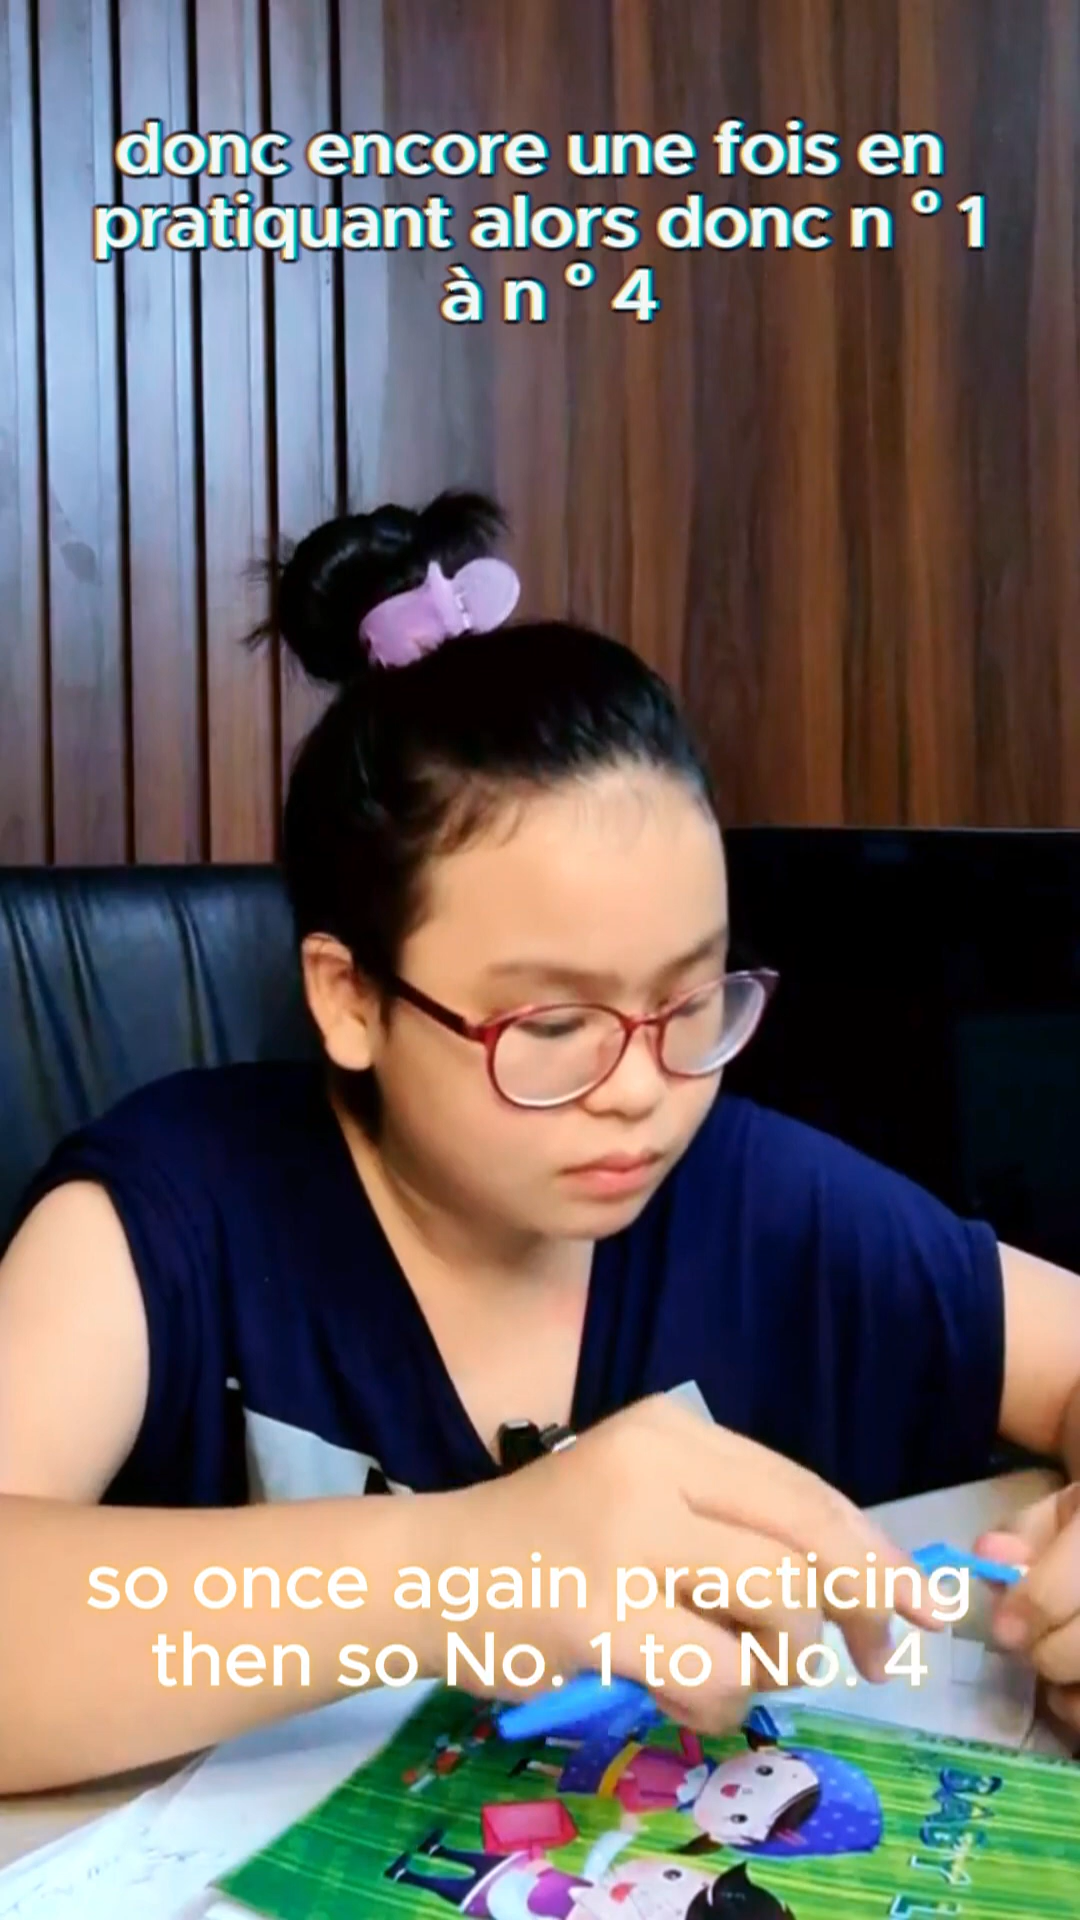 donc encore une fois en
pratiquant alors donc n ° 1
à n ° 4
so once again practicing
then so No. 1 to No. 4